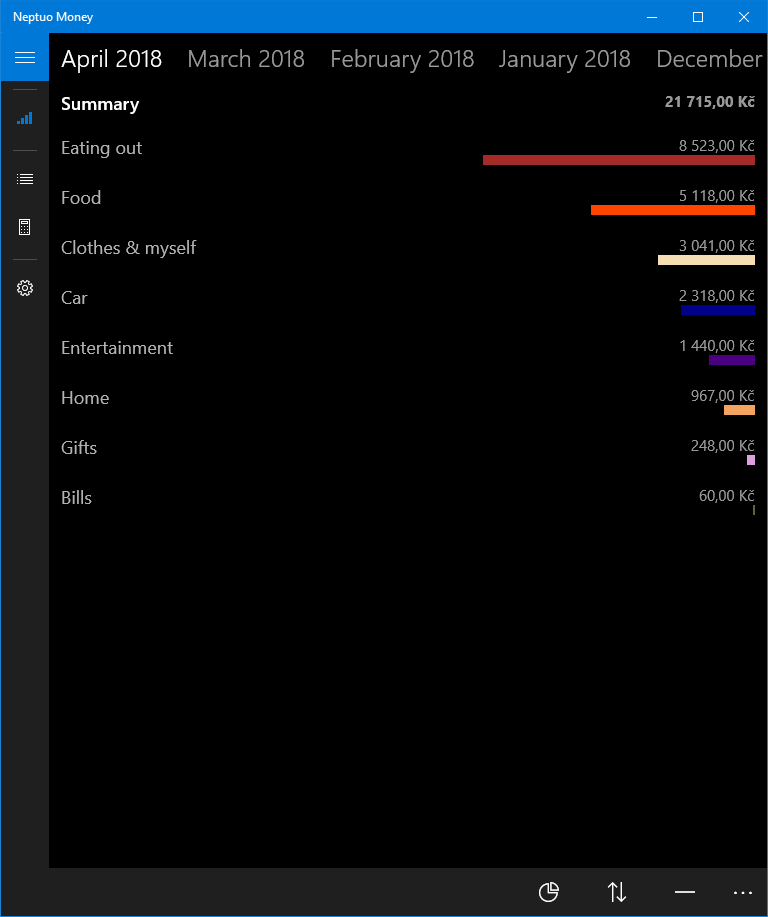 Neptuo Money
April 2018 March 2018 February 2018 January 2018 December
Summary 21 715,00 Kč
Eating out 8 523,00 Kč
Food 5 118,00 Kč
Clothes & myself 3 041,00 Kč
Car 2 318,00 Kč
Entertainment 1 440,00 Kč
Home 967,00 Kč
Gifts 248,00 Kč
Bills 60,00 Kč